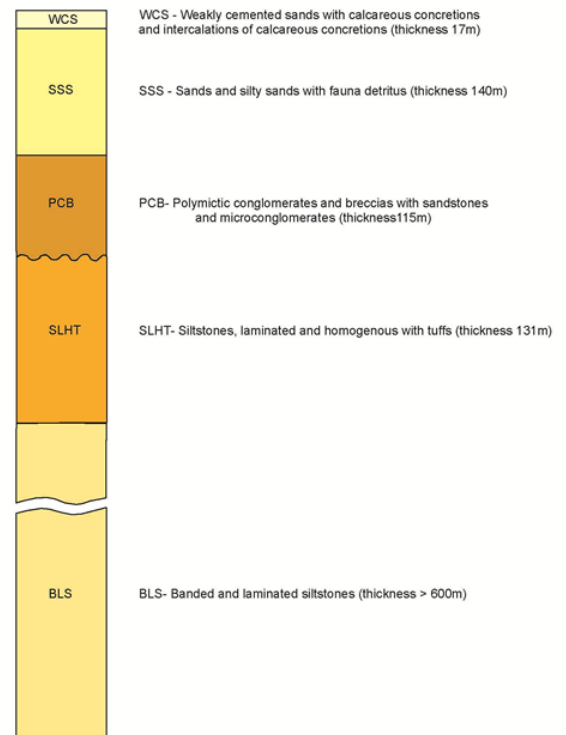 WCS
WCS - Weakly cemented sands with calcareous concretions
and intercalations of calcareous concretions (thickness 17m)
SSS
SSS - Sands and silty sands with fauna detritus (thickness 140m)
PCB
PCB- Polymictic conglomerates and breccias with sandstones
and microconglomerates (thickness115m)
SLHT
SLHT- Siltstones, laminated and homogenous with tuffs (thickness 131m)
BLS
BLS- Banded and laminated siltstones (thickness > 600m)